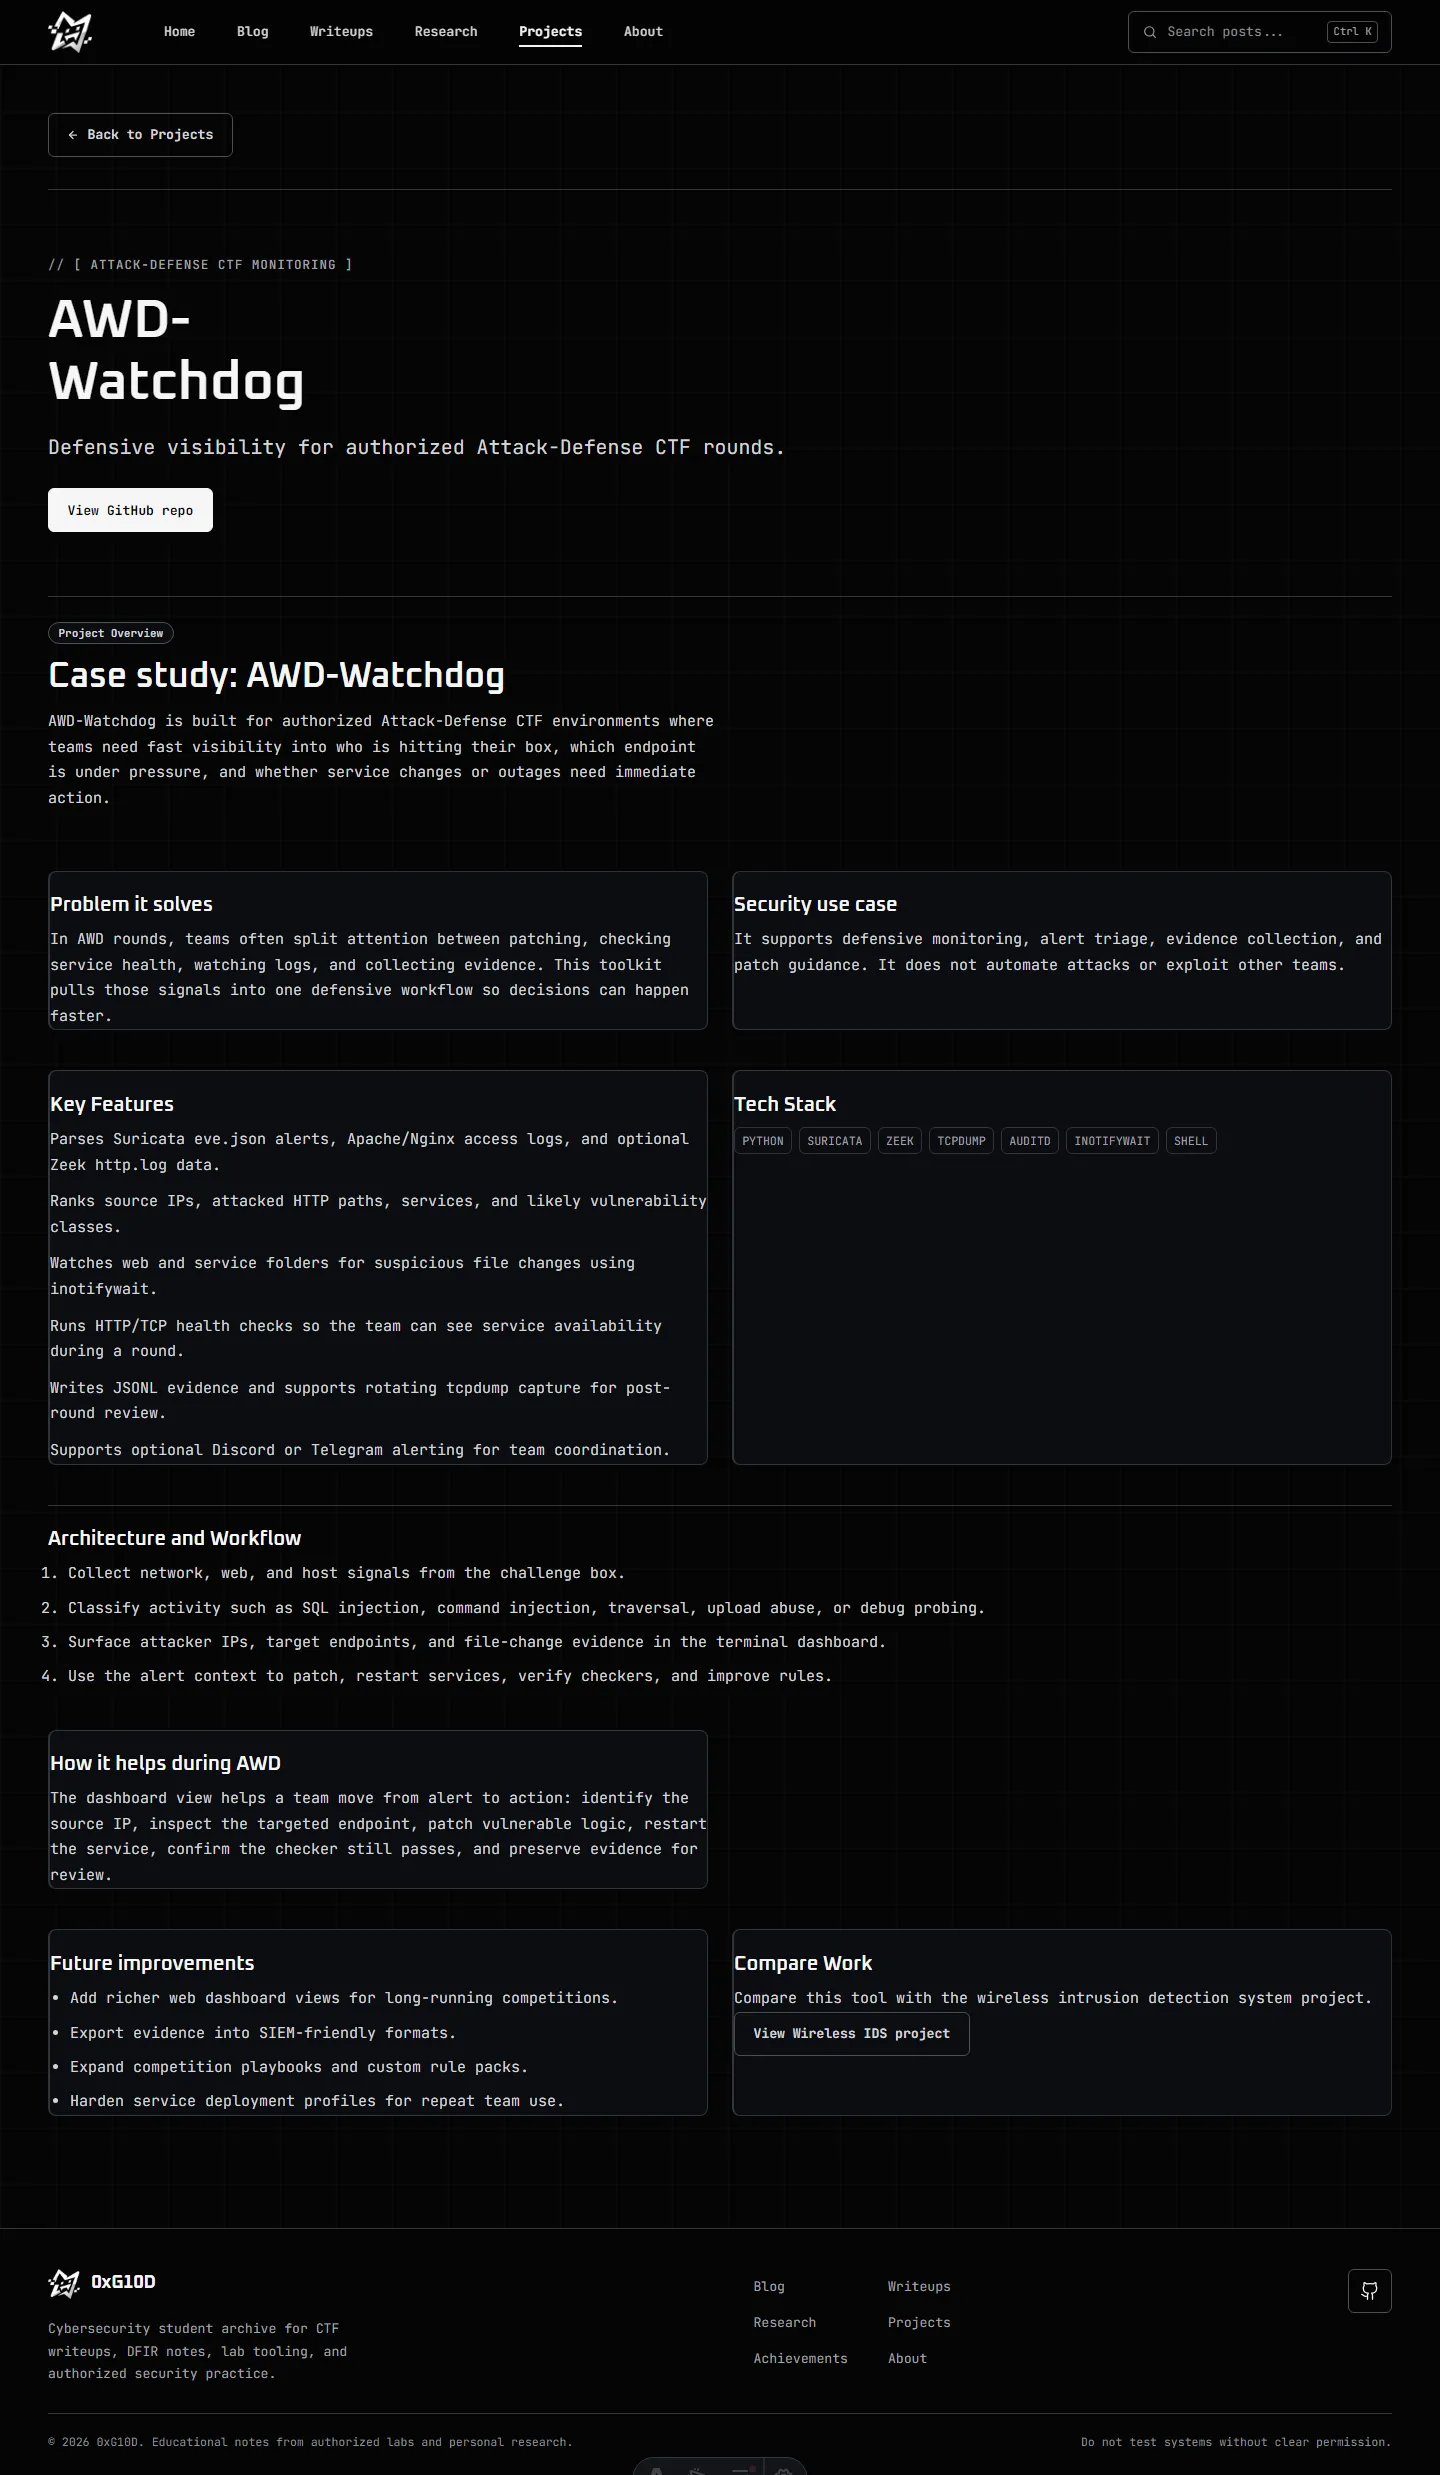 Home
Blog
Writeups
Research
Projects
About
Search posts...
Ctrl K
← Back to Projects
// [ ATTACK-DEFENSE CTF MONITORING ]
AWD-
Watchdog
Defensive visibility for authorized Attack-Defense CTF rounds.
View GitHub repo
Project Overview
Case study: AWD-Watchdog
AWD-Watchdog is built for authorized Attack-Defense CTF environments where
teams need fast visibility into who is hitting their box, which endpoint
is under pressure, and whether service changes or outages need immediate
action.
Problem it solves
In AWD rounds, teams often split attention between patching, checking
service health, watching logs, and collecting evidence. This toolkit
pulls those signals into one defensive workflow so decisions can happen
faster.
Security use case
It supports defensive monitoring, alert triage, evidence collection, and
patch guidance. It does not automate attacks or exploit other teams.
Key Features
Parses Suricata eve.json alerts, Apache/Nginx access logs, and optional
Zeek http.log data.
Ranks source IPs, attacked HTTP paths, services, and likely vulnerability
classes.
Watches web and service folders for suspicious file changes using
inotifywait.
Runs HTTP/TCP health checks so the team can see service availability
during a round.
Writes JSONL evidence and supports rotating tcpdump capture for post-
round review.
Supports optional Discord or Telegram alerting for team coordination.
Tech Stack
PYTHON
SURICATA
ZEEK
TCPDUMP
AUDITD
INOTIFYWAIT
SHELL
Architecture and Workflow
1. Collect network, web, and host signals from the challenge box.
2. Classify activity such as SQL injection, command injection, traversal, upload abuse, or debug probing.
3. Surface attacker IPs, target endpoints, and file-change evidence in the terminal dashboard.
4. Use the alert context to patch, restart services, verify checkers, and improve rules.
How it helps during AWD
The dashboard view helps a team move from alert to action: identify the
source IP, inspect the targeted endpoint, patch vulnerable logic, restart
the service, confirm the checker still passes, and preserve evidence for
review.
Future improvements
• Add richer web dashboard views for long-running competitions.
• Export evidence into SIEM-friendly formats.
• Expand competition playbooks and custom rule packs.
• Harden service deployment profiles for repeat team use.
Compare Work
Compare this tool with the wireless intrusion detection system project.
View Wireless IDS project
0xG10D
Cybersecurity student archive for CTF
writeups, DFIR notes, lab tooling, and
authorized security practice.
Blog
Writeups
Research
Projects
Achievements
About
© 2026 0xG10D. Educational notes from authorized labs and personal research.
Do not test systems without clear permission.